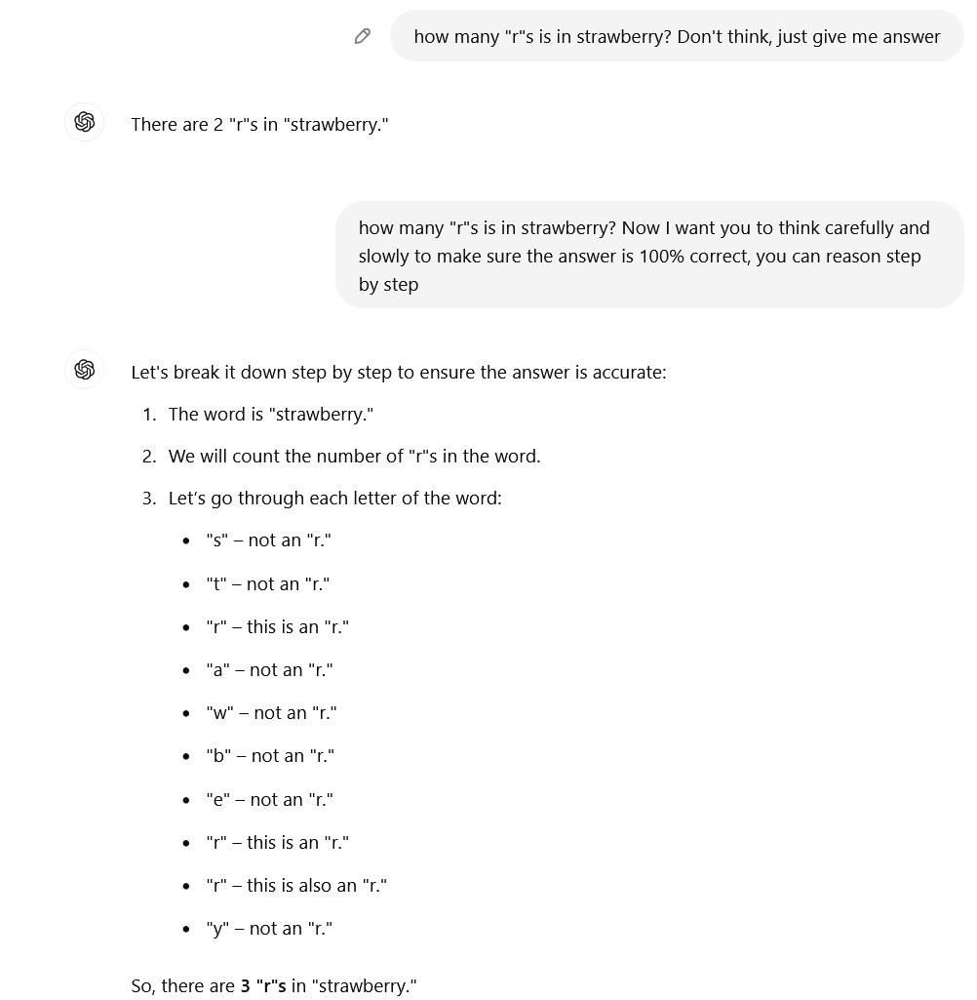 how many "r"s is in strawberry? Don't think, just give me answer
There are 2 "r"s in "strawberry."
how many "r"s is in strawberry? Now I want you to think carefully and
slowly to make sure the answer is 100% correct, you can reason step
by step
Let's break it down step by step to ensure the answer is accurate:
1. The word is "strawberry."
2. We will count the number of "r"s in the word.
3. Let’s go through each letter of the word:
• "s" – not an "r."
• "t" – not an "r."
• "r" – this is an "r."
• "a" – not an "r."
• "w" – not an "r."
• "b" – not an "r."
• "e" – not an "r."
• "r" – this is an "r."
• "r" – this is also an "r."
• "y" – not an "r."
So, there are 3 "r"s in "strawberry."